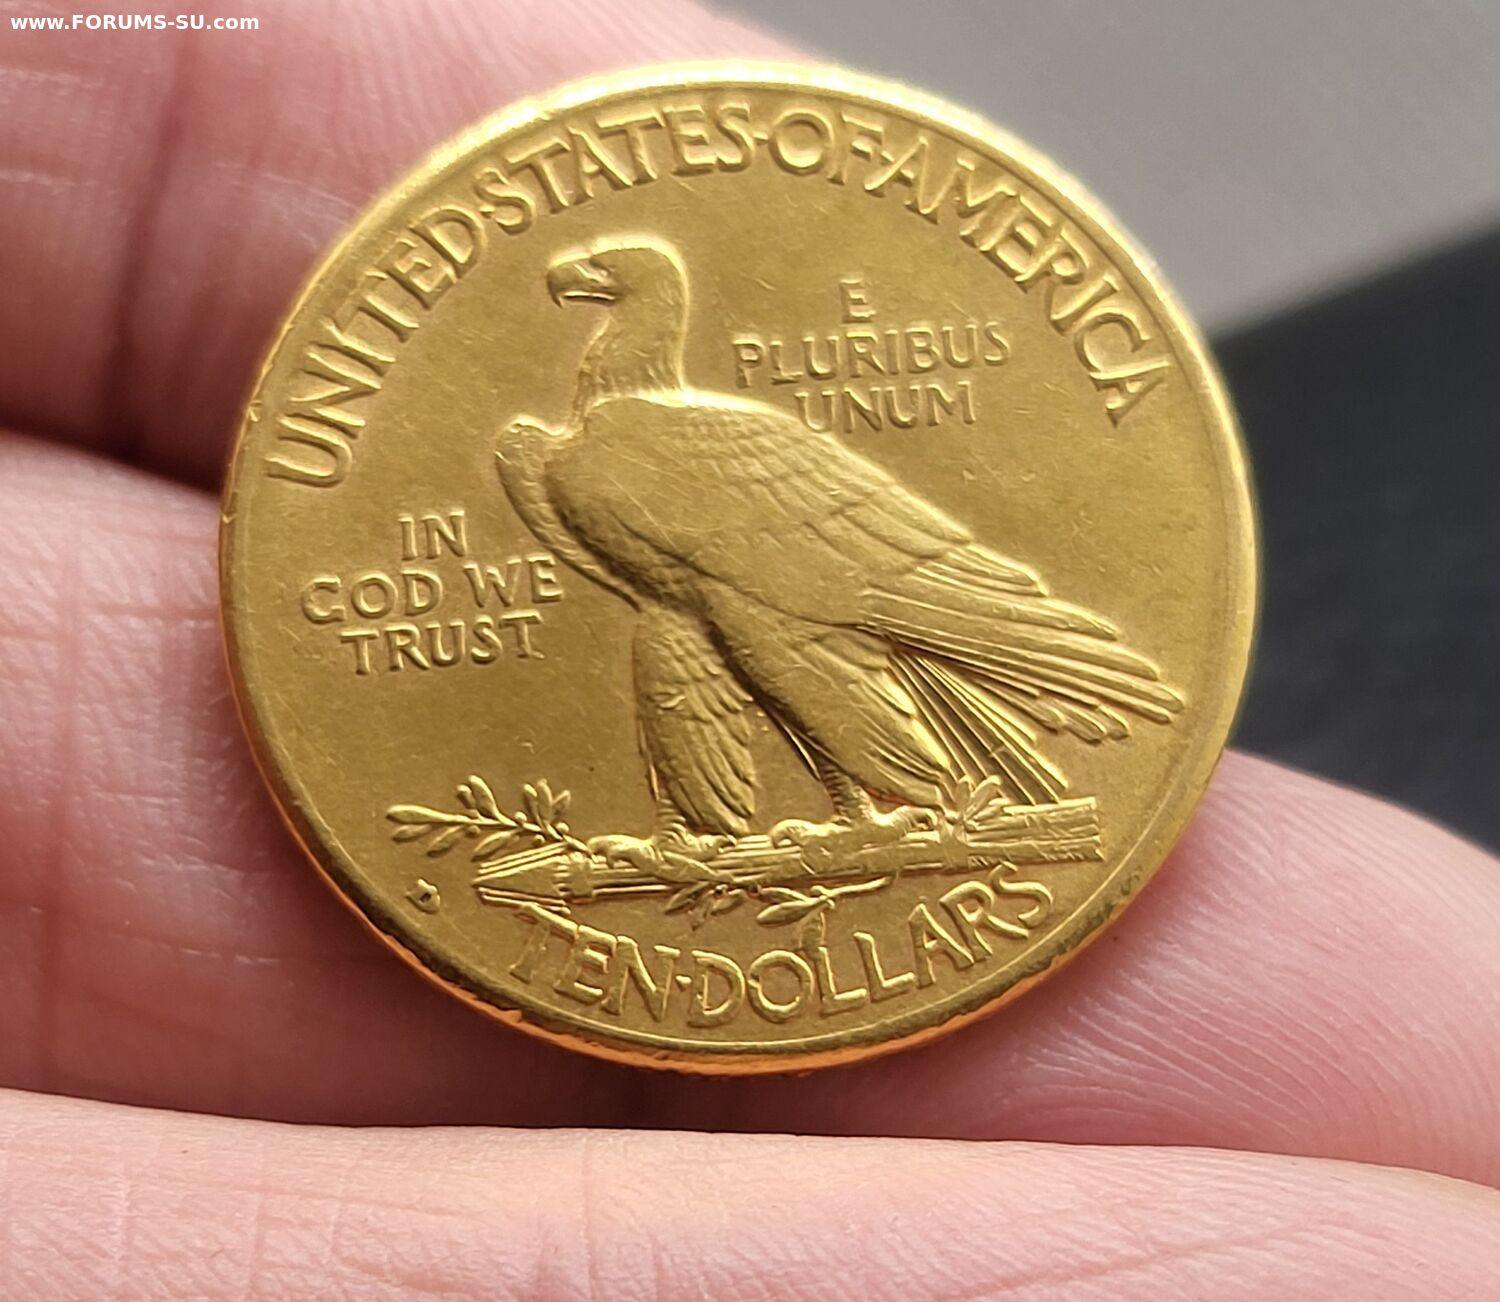 www.FORUMS-SU.com
UNITED·STATES·OF·AMERICA
E
PLURIBUS
UNUM
IN
GOD WE
TRUST
D
TEN·DOLLARS